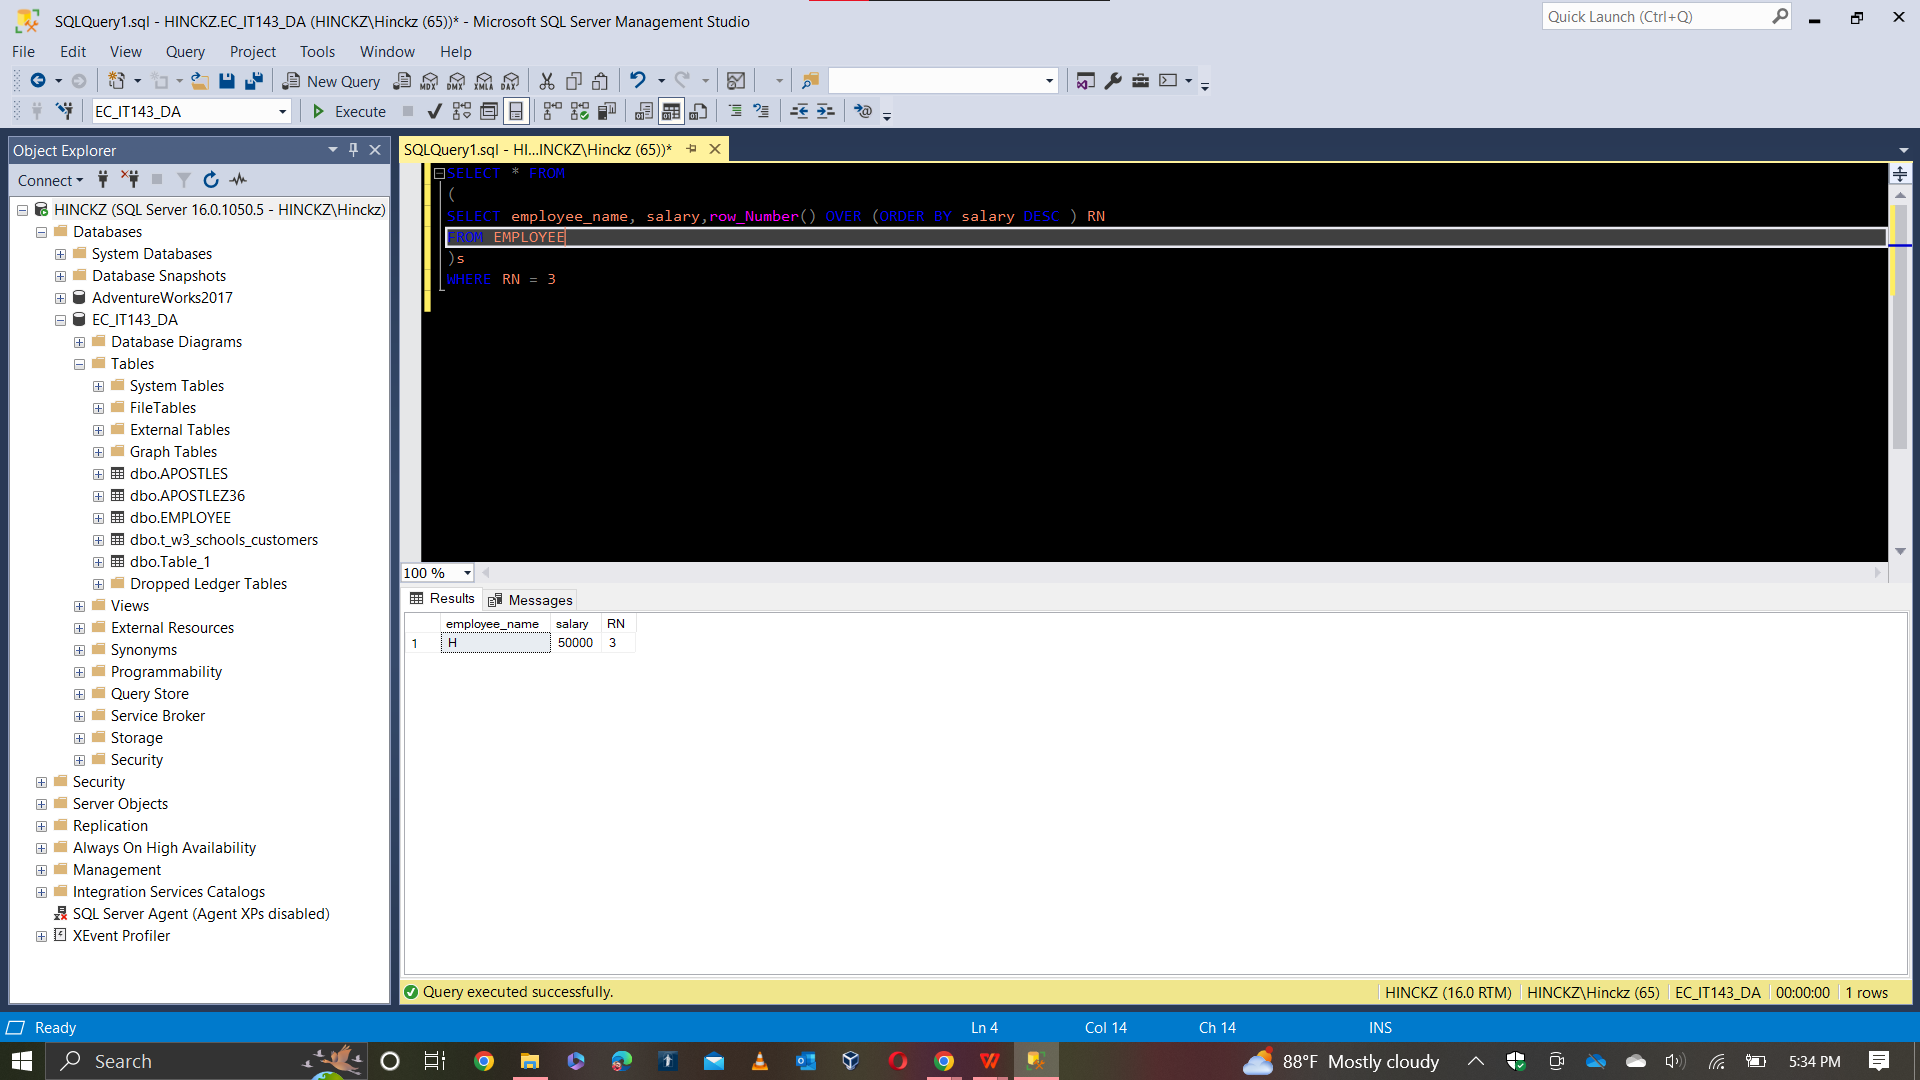 SQLQuery1.sql - HINCKZ.EC_IT143_DA (HINCKZ\Hinckz (65))* - Microsoft SQL Server Management Studio
Quick Launch (Ctrl+Q)
File Edit View Query Project Tools Window Help
New Query
MDX DMX XMLA DAX
EC_IT143_DA
Execute
Object Explorer
Connect
HINCKZ (SQL Server 16.0.1050.5 - HINCKZ\Hinckz)
Databases
System Databases
Database Snapshots
AdventureWorks2017
EC_IT143_DA
Database Diagrams
Tables
System Tables
FileTables
External Tables
Graph Tables
dbo.APOSTLES
dbo.APOSTLEZ36
dbo.EMPLOYEE
dbo.t_w3_schools_customers
dbo.Table_1
Dropped Ledger Tables
Views
External Resources
Synonyms
Programmability
Query Store
Service Broker
Storage
Security
Security
Server Objects
Replication
Always On High Availability
Management
Integration Services Catalogs
SQL Server Agent (Agent XPs disabled)
XEvent Profiler
SQLQuery1.sql - HI...INCKZ\Hinckz (65))*
SELECT * FROM
(
SELECT employee_name, salary,row_Number() OVER (ORDER BY salary DESC ) RN
FROM EMPLOYEE
)s
WHERE RN = 3
100 %
Results Messages
employee_name salary RN
1 H 50000 3
Query executed successfully.
HINCKZ (16.0 RTM) HINCKZ\Hinckz (65) EC_IT143_DA 00:00:00 1 rows
Ready
Ln 4 Col 14 Ch 14 INS
Search
88°F Mostly cloudy
5:34 PM